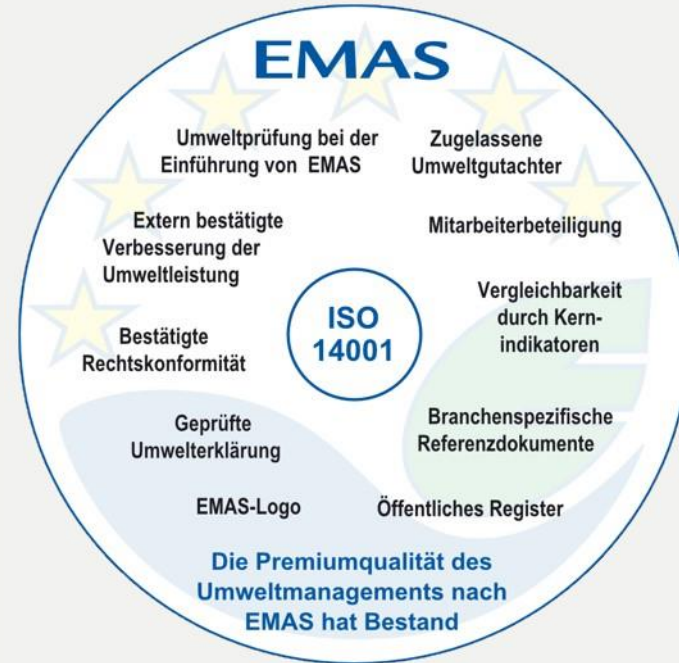 EMAS
Umweltprüfung bei der
Einführung von EMAS
Zugelassene
Umweltgutachter
Extern bestätigte
Verbesserung der
Umweltleistung
Mitarbeiterbeteiligung
ISO
14001
Vergleichbarkeit
durch Kern-
indikatoren
Bestätigte
Rechtskonformität
Geprüfte
Umwelterklärung
Branchenspezifische
Referenzdokumente
EMAS-Logo
Öffentliches Register
Die Premiumqualität des
Umweltmanagements nach
EMAS hat Bestand